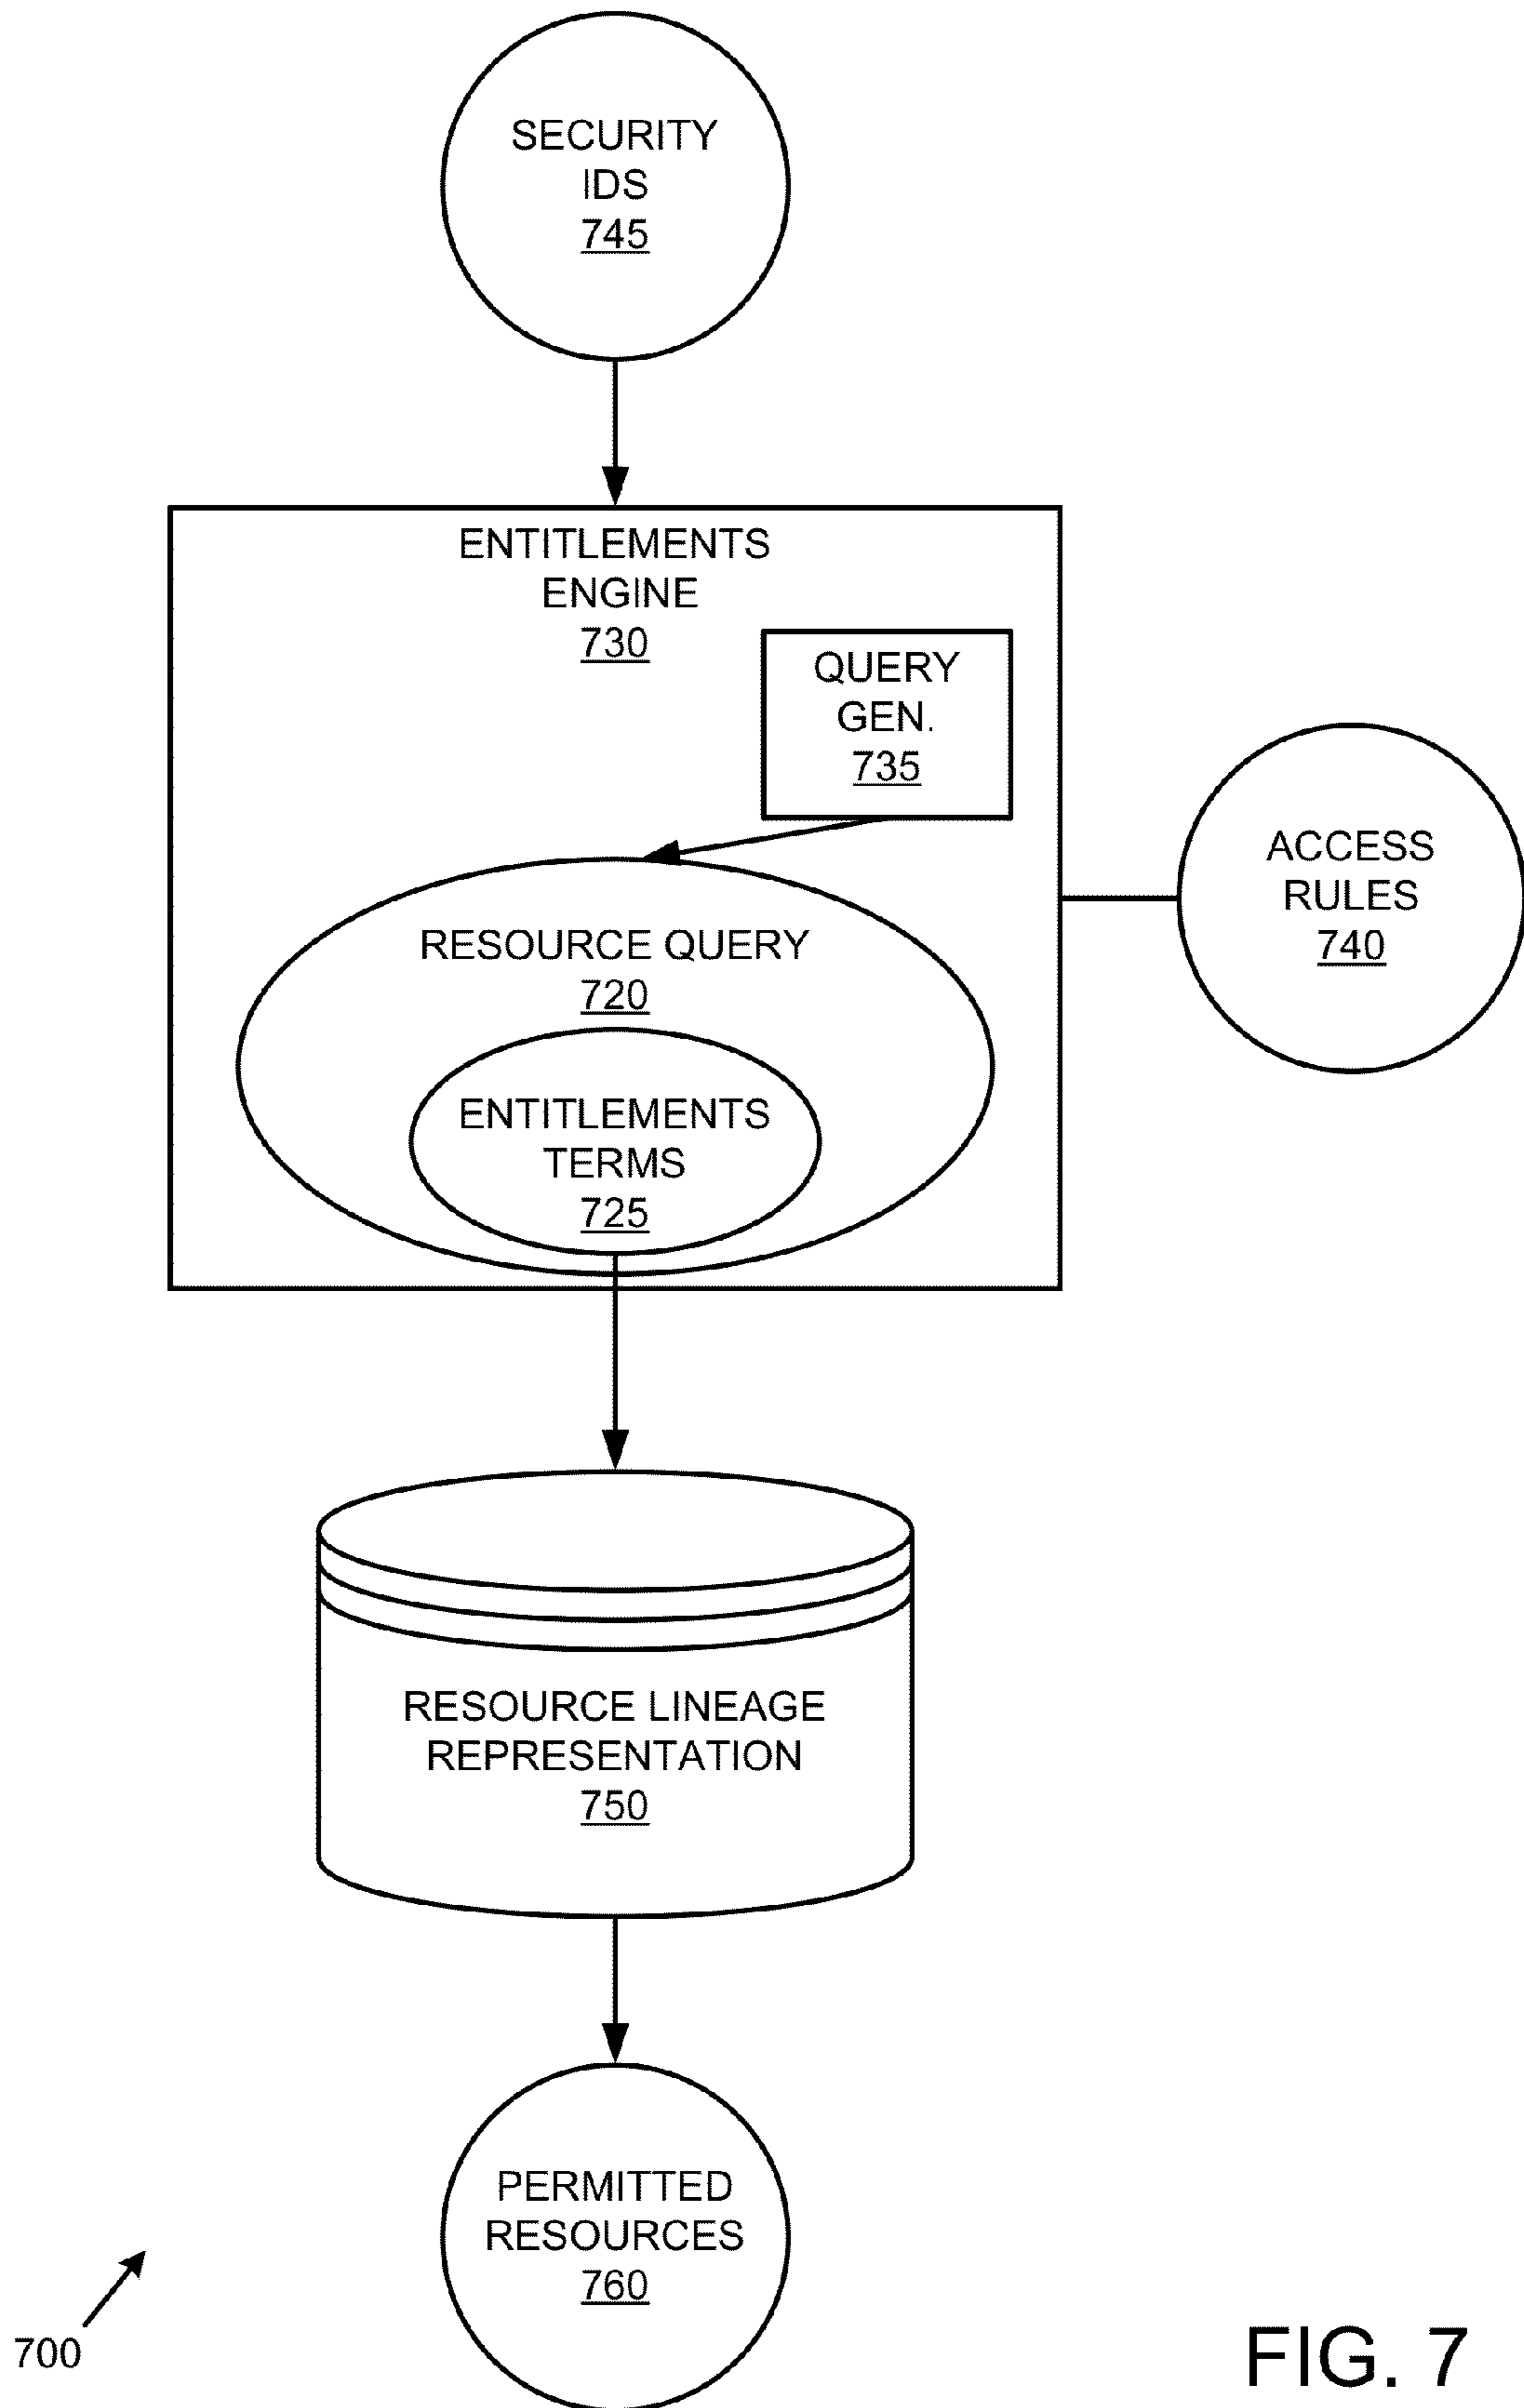 SECURITY
IDS
745
ENTITLEMENTS
ENGINE
730
QUERY
GEN.
735
ACCESS
RULES
740
RESOURCE QUERY
720
ENTITLEMENTS
TERMS
725
RESOURCE LINEAGE
REPRESENTATION
750
PERMITTED
RESOURCES
760
700
FIG. 7